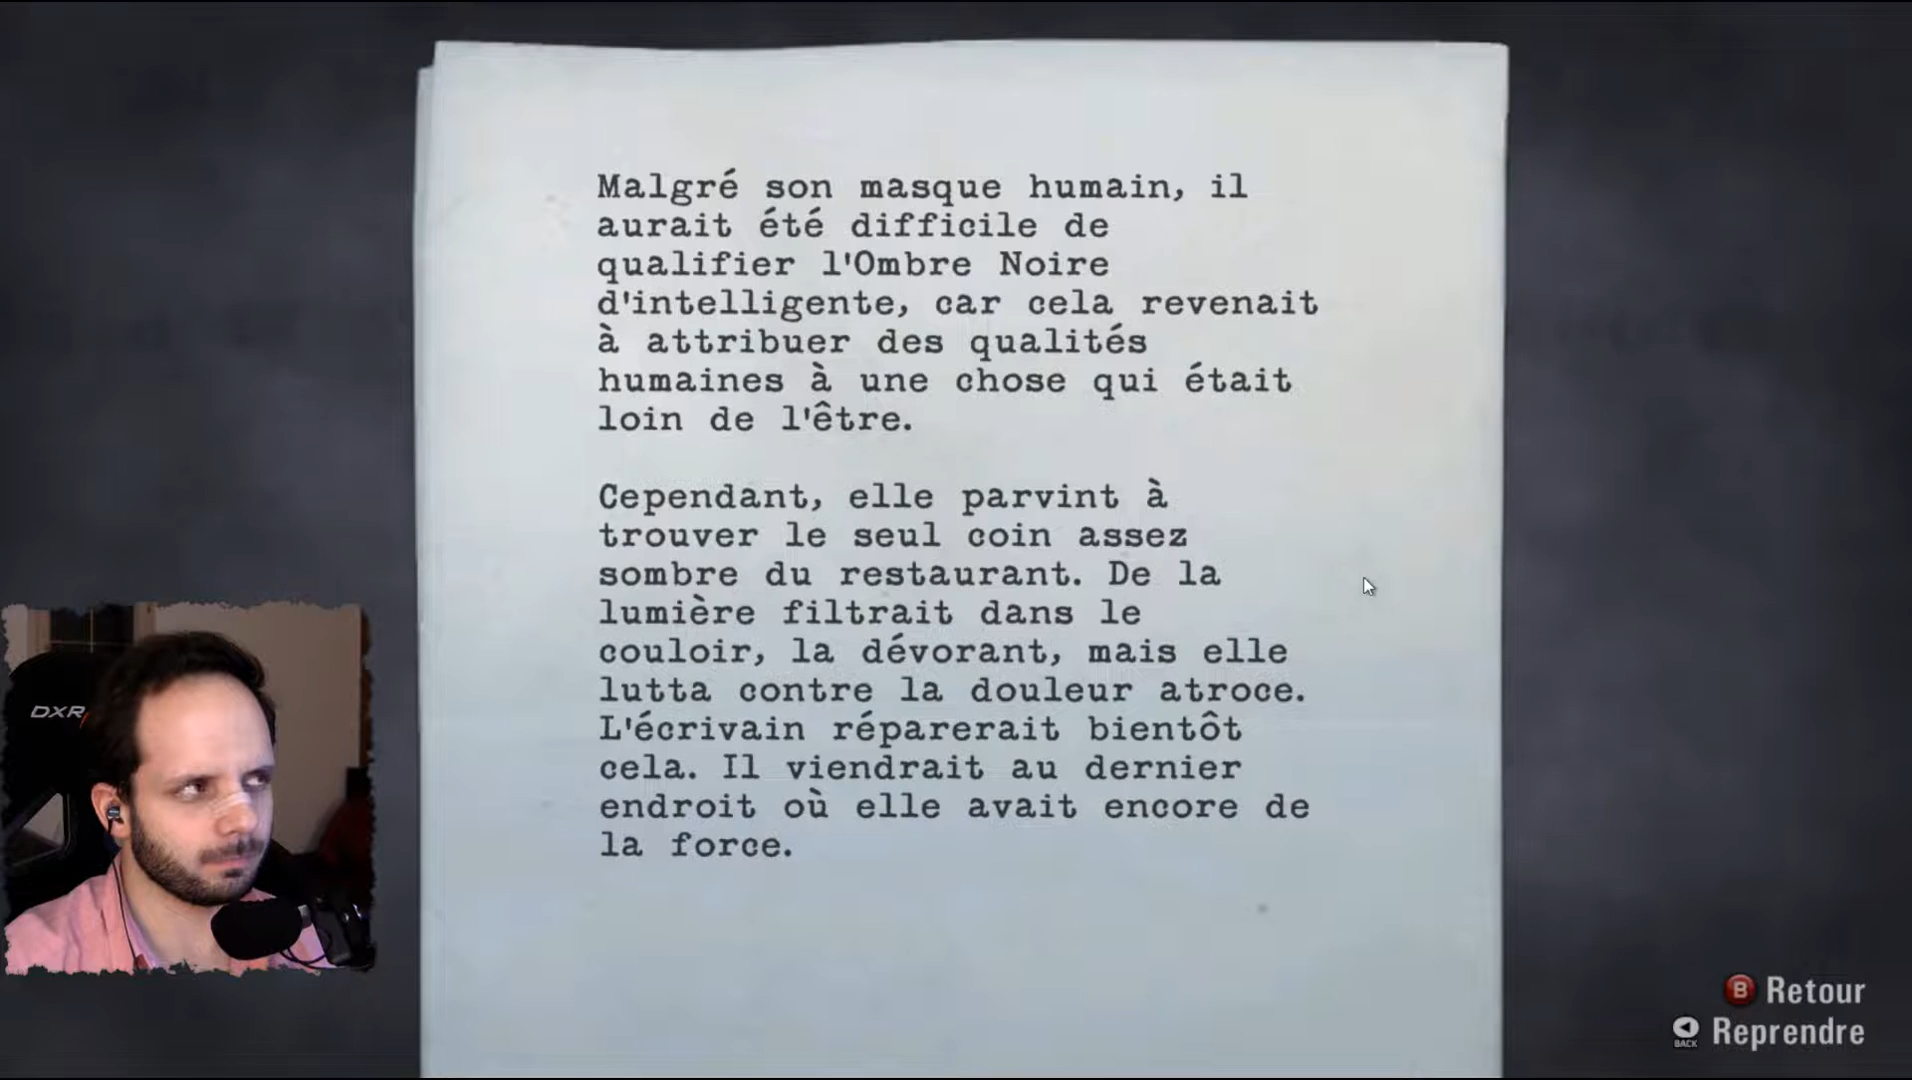 Malgré son masque humain, il
aurait été difficile de
qualifier l'Ombre Noire
d'intelligente, car cela revenait
à attribuer des qualités
humaines à une chose qui était
loin de l'être.
Cependant, elle parvint à
trouver le seul coin assez
sombre du restaurant. De la
lumière filtrait dans le
couloir, la dévorant, mais elle
lutta contre la douleur atroce.
L'écrivain réparerait bientôt
cela. Il viendrait au dernier
endroit où elle avait encore de
la force.
DXR
B Retour
BACK Reprendre